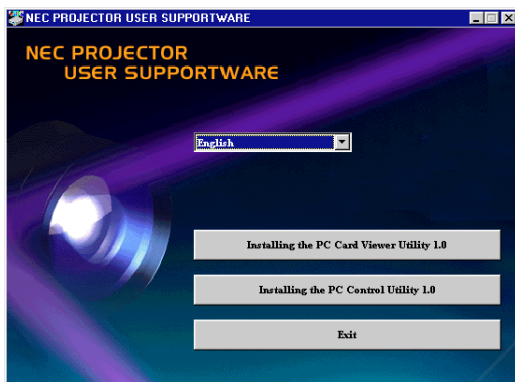 NEC PROJECTOR USER SUPPORTWARE
NEC PROJECTOR
USER SUPPORTWARE
English
Installing the PC Card Viewer Utility 1.0
Installing the PC Control Utility 1.0
Exit